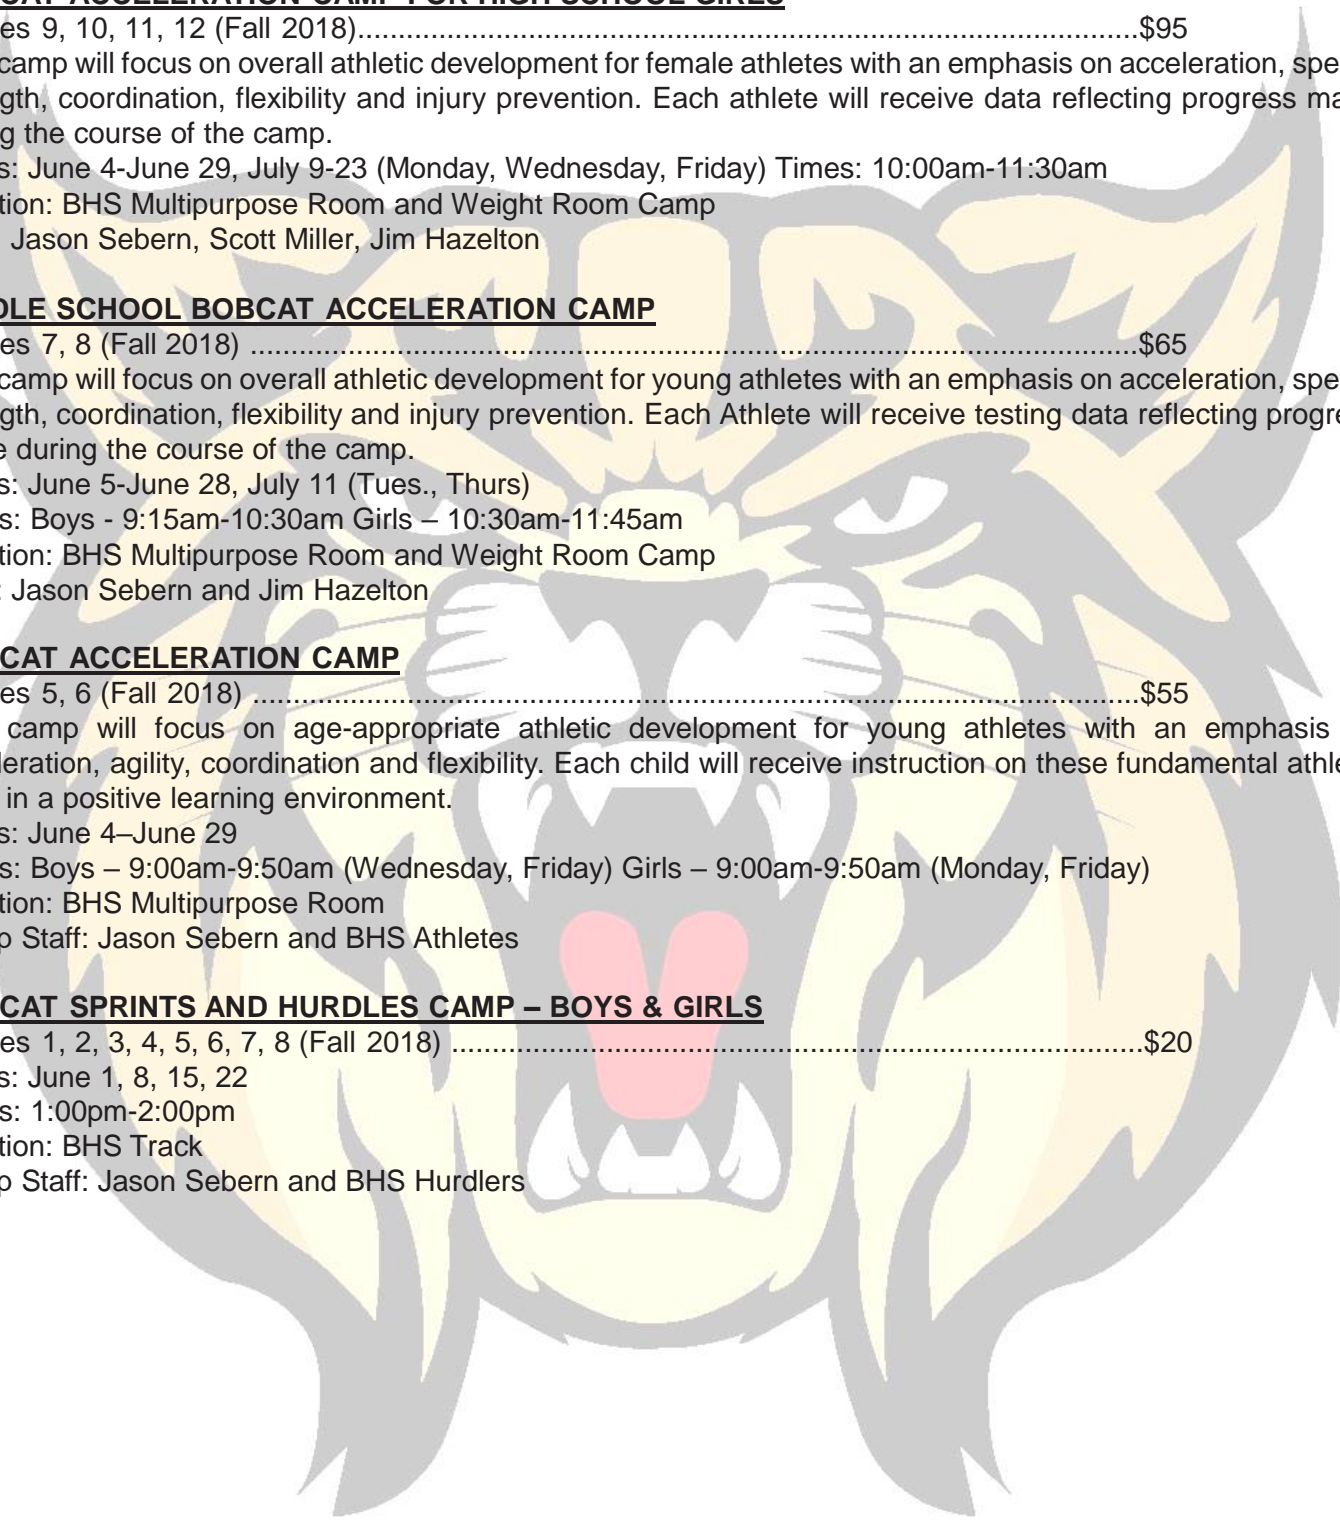 CAT ACCELERATION CAMP FOR HIGH SCHOOL GIRLS
es 9, 10, 11, 12 (Fall 2018)................................................................................................$95
camp will focus on overall athletic development for female athletes with an emphasis on acceleration, spe
gth, coordination, flexibility and injury prevention. Each athlete will receive data reflecting progress ma
g the course of the camp.
s: June 4-June 29, July 9-23 (Monday, Wednesday, Friday) Times: 10:00am-11:30am
tion: BHS Multipurpose Room and Weight Room Camp
Jason Sebern, Scott Miller, Jim Hazelton
DLE SCHOOL BOBCAT ACCELERATION CAMP
es 7, 8 (Fall 2018) .............................................................................................................$65
camp will focus on overall athletic development for young athletes with an emphasis on acceleration, spe
gth, coordination, flexibility and injury prevention. Each Athlete will receive testing data reflecting progre
e during the course of the camp.
s: June 5-June 28, July 11 (Tues., Thurs)
s: Boys - 9:15am-10:30am Girls – 10:30am-11:45am
tion: BHS Multipurpose Room and Weight Room Camp
: Jason Sebern and Jim Hazelton
CAT ACCELERATION CAMP
es 5, 6 (Fall 2018) .............................................................................................................$55
camp will focus on age-appropriate athletic development for young athletes with an emphasis
leration, agility, coordination and flexibility. Each child will receive instruction on these fundamental athle
in a positive learning environment.
s: June 4–June 29
s: Boys – 9:00am-9:50am (Wednesday, Friday) Girls – 9:00am-9:50am (Monday, Friday)
tion: BHS Multipurpose Room
p Staff: Jason Sebern and BHS Athletes
CAT SPRINTS AND HURDLES CAMP – BOYS & GIRLS
es 1, 2, 3, 4, 5, 6, 7, 8 (Fall 2018) .....................................................................................$20
s: June 1, 8, 15, 22
s: 1:00pm-2:00pm
tion: BHS Track
p Staff: Jason Sebern and BHS Hurdlers